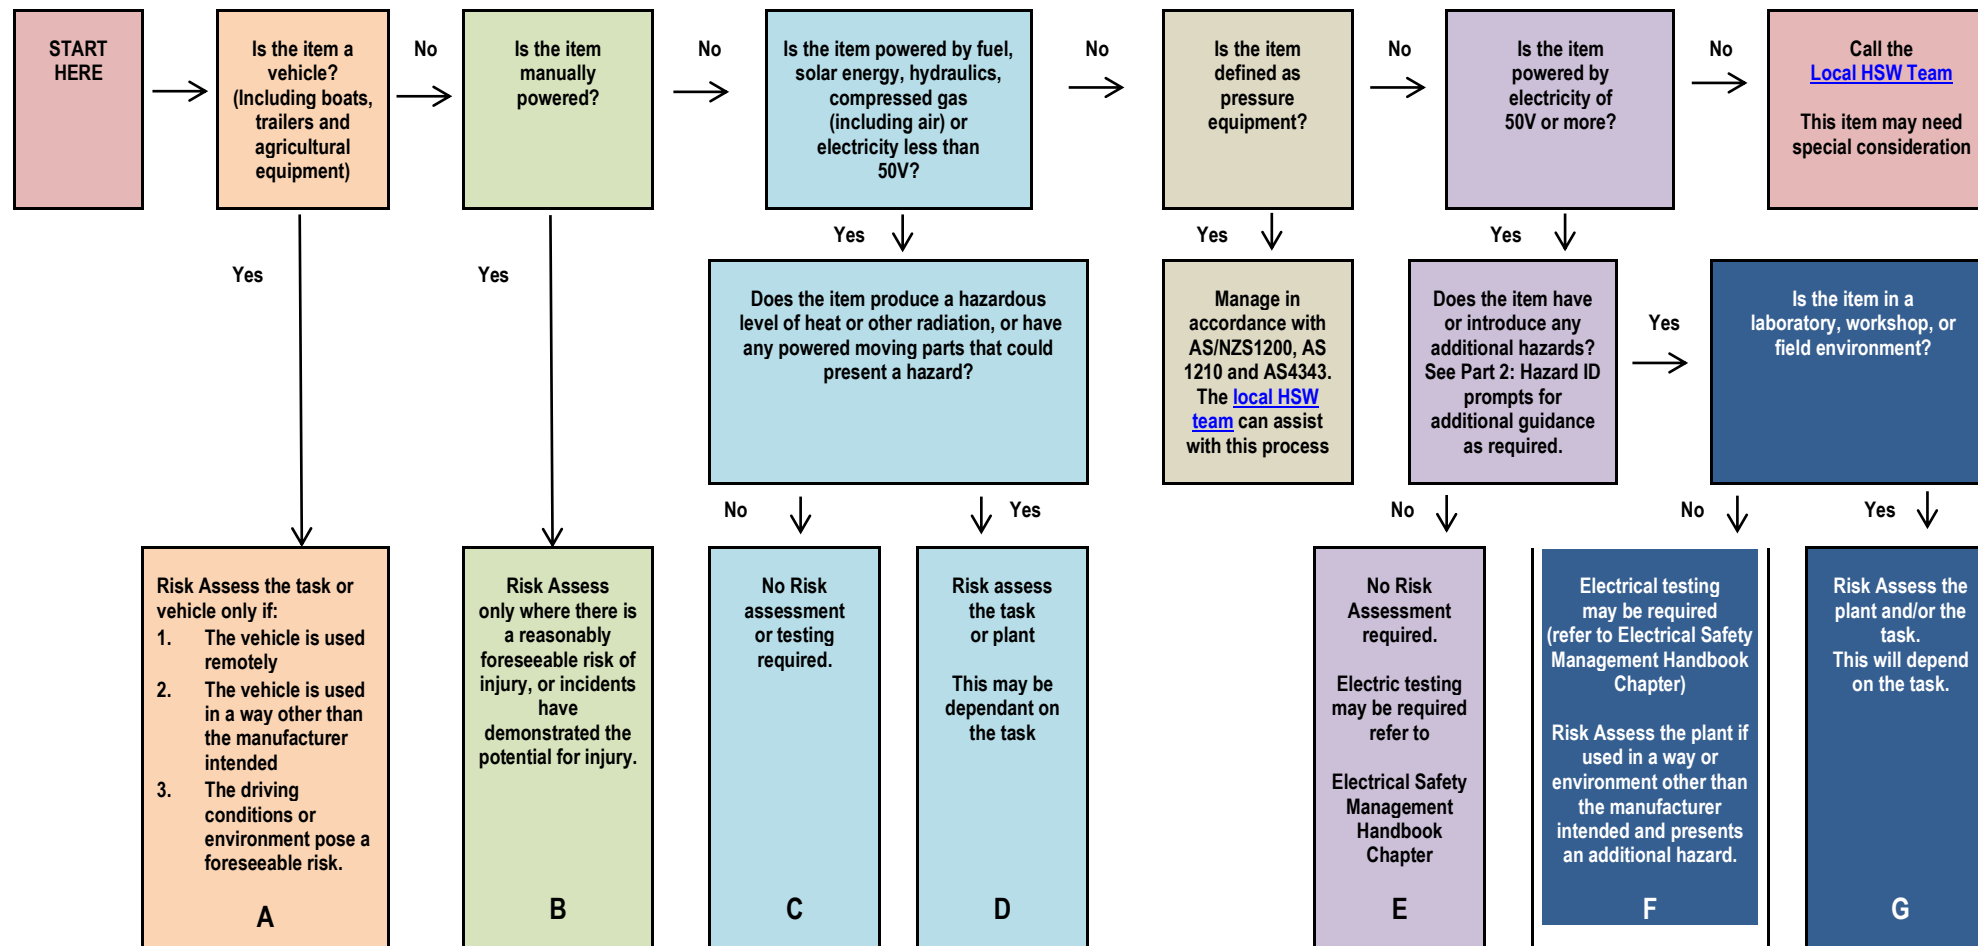 START
HERE
Is the item a
vehicle?
(Including boats,
trailers and
agricultural
equipment)
No
Is the item
manually
powered?
No
Is the item powered by fuel,
solar energy, hydraulics,
compressed gas
(including air) or
electricity less than
50V?
No
Is the item
defined as
pressure
equipment?
No
Is the item
powered by
electricity of
50V or more?
No
Call the
Local HSW Team
This item may need
special consideration
Yes
Yes
Yes
Yes
Yes
Does the item produce a hazardous
level of heat or other radiation, or have
any powered moving parts that could
present a hazard?
Manage in
accordance with
AS/NZS1200, AS
1210 and AS4343.
The local HSW
team can assist
with this process
Does the item have
or introduce any
additional hazards?
See Part 2: Hazard ID
prompts for
additional guidance
as required.
Yes
Is the item in a
laboratory, workshop, or
field environment?
No
Yes
No
No
Yes
Risk Assess the task or
vehicle only if:
1. The vehicle is used
remotely
2. The vehicle is used
in a way other than
the manufacturer
intended
3. The driving
conditions or
environment pose a
foreseeable risk.
A
Risk Assess
only where there is
a reasonably
foreseeable risk of
injury, or incidents
have
demonstrated the
potential for injury.
B
No Risk
assessment
or testing
required.
C
Risk assess
the task
or plant
This may be
dependant on
the task
D
No Risk
Assessment
required.
Electric testing
may be required
refer to
Electrical Safety
Management
Handbook
Chapter
E
Electrical testing
may be required
(refer to Electrical Safety
Management Handbook
Chapter)
Risk Assess the plant if
used in a way or
environment other than
the manufacturer
intended and presents
an additional hazard.
F
Risk Assess the
plant and/or the
task.
This will depend
on the task.
G